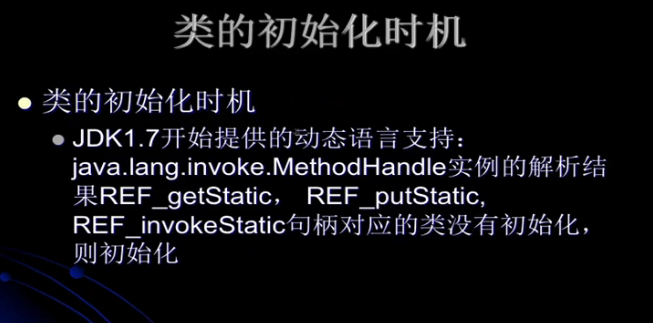 类的初始化时机
类的初始化时机
JDK1.7开始提供的动态语言支持：
java.lang.invoke.MethodHandle实例的解析结
果REF_getStatic， REF_putStatic,
REF_invokeStatic句柄对应的类没有初始化，
则初始化